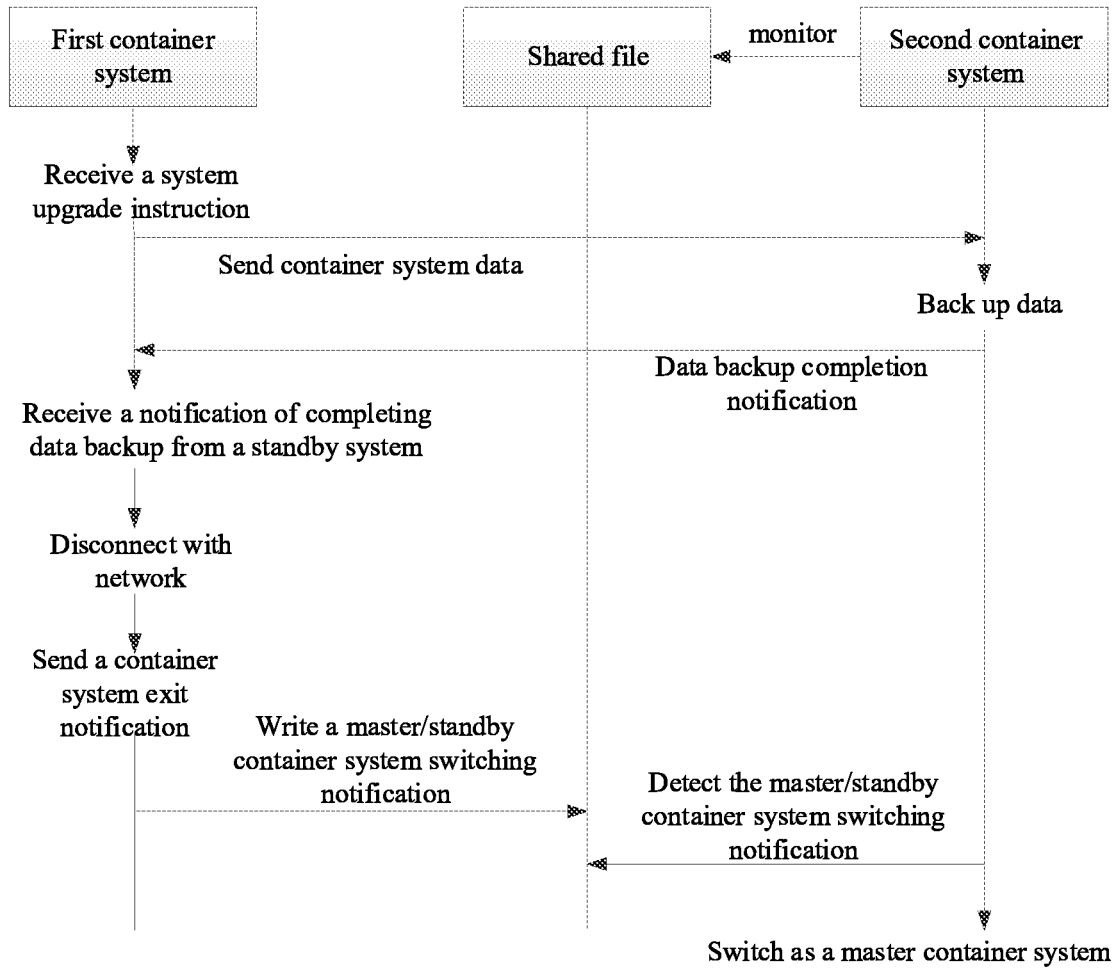 First container
system
Shared file
monitor
Second container
system
Receive a system
upgrade instruction
Send container system data
Back up data
Data backup completion
notification
Receive a notification of completing
data backup from a standby system
Disconnect with
network
Send a container
system exit
notification
Write a master/standby
container system switching
notification
Detect the master/standby
container system switching
notification
Switch as a master container system